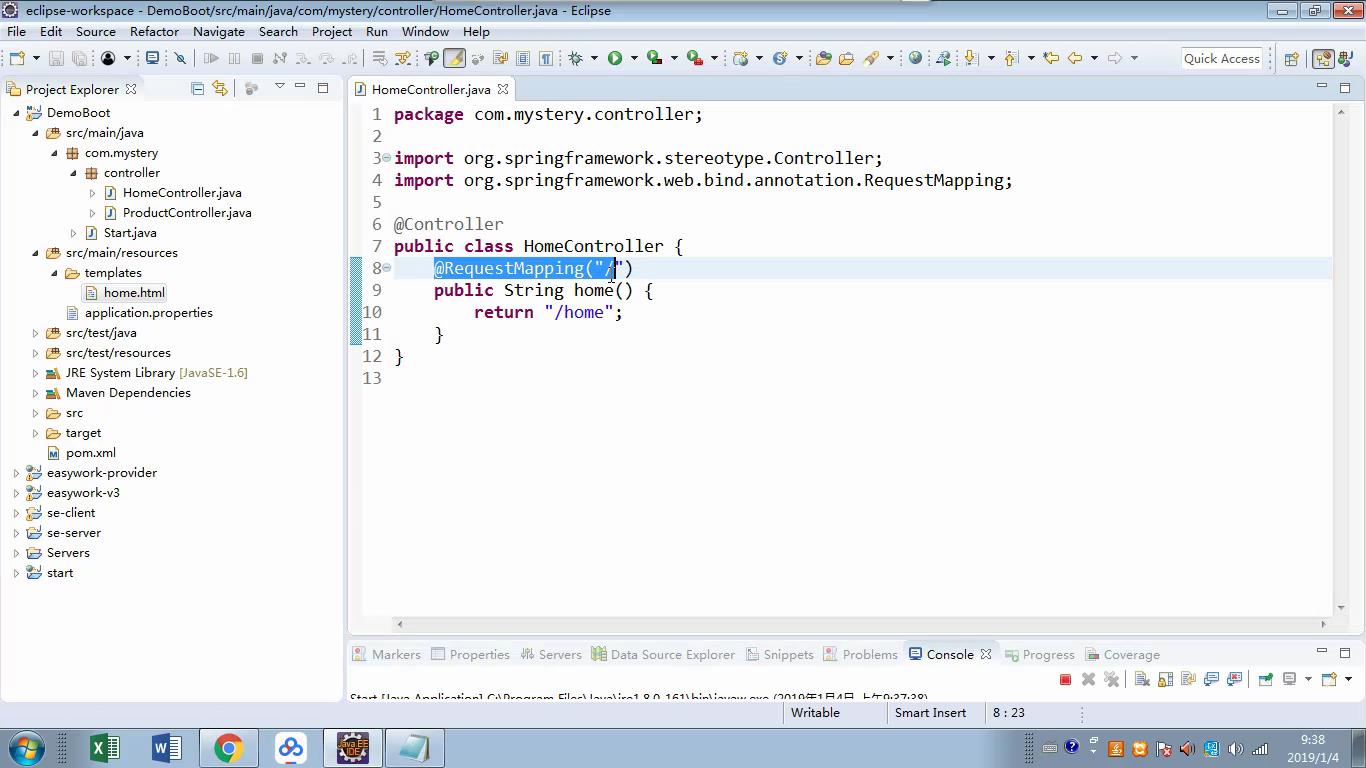 eclipse-workspace - DemoBoot/src/main/java/com/mystery/controller/HomeController.java - Eclipse
File Edit Source Refactor Navigate Search Project Run Window Help
Quick Access
Project Explorer
DemoBoot
src/main/java
com.mystery
controller
HomeController.java
ProductController.java
Start.java
src/main/resources
templates
home.html
application.properties
src/test/java
src/test/resources
JRE System Library [JavaSE-1.6]
Maven Dependencies
src
target
pom.xml
easywork-provider
easywork-v3
se-client
se-server
Servers
start
HomeController.java
1 package com.mystery.controller;
2
3 import org.springframework.stereotype.Controller;
4 import org.springframework.web.bind.annotation.RequestMapping;
5
6 @Controller
7 public class HomeController {
8 @RequestMapping("/")
9 public String home() {
10 return "/home";
11 }
12 }
13
Markers Properties Servers Data Source Explorer Snippets Problems Console Progress Coverage
Start [Java Application] C:\Program Files\Java\jre1.8.0_161\bin\javaw.exe (2019年1月4日 上午9:37:38)
Writable Smart Insert 8 : 23
Java EE
IDE
9:38
2019/1/4